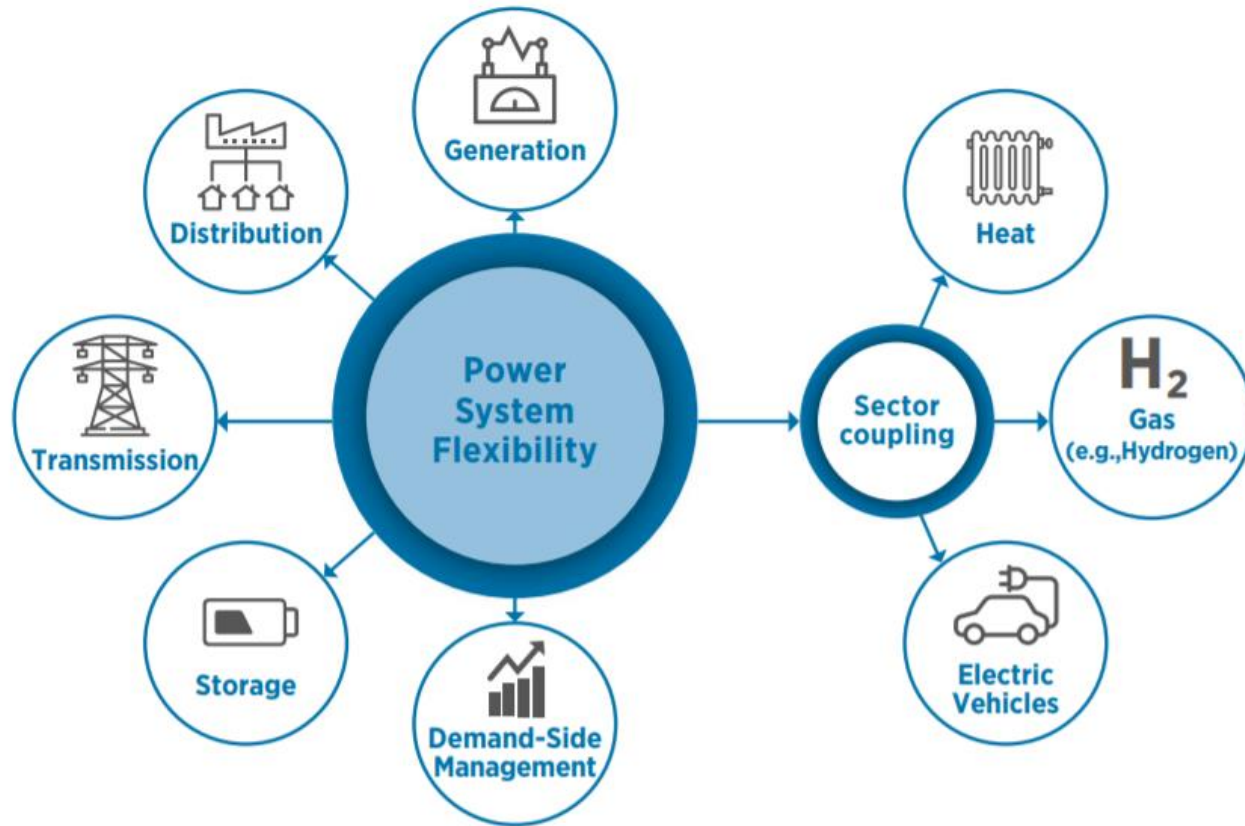 Generation
Distribution
Transmission
Storage
Demand-Side
Management
Power
System
Flexibility
Sector
coupling
Heat
H₂
Gas
(e.g.,Hydrogen)
Electric
Vehicles